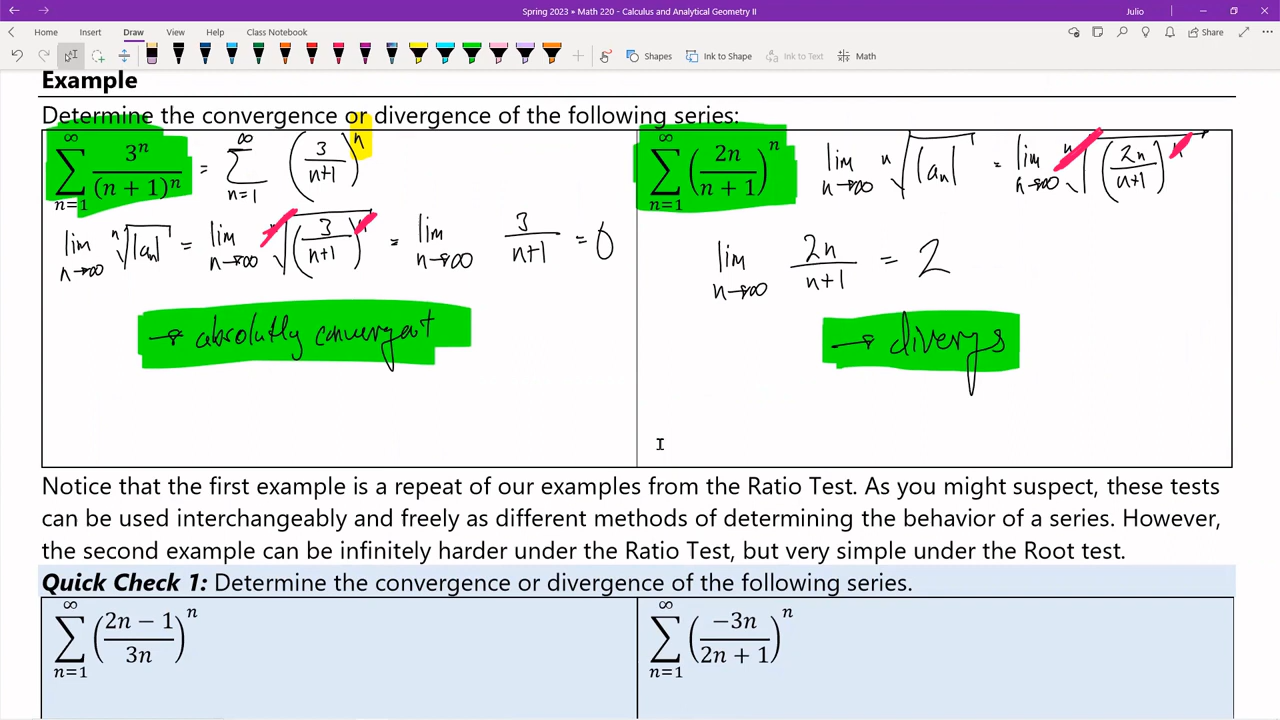 Spring 2023 » Math 220 - Calculus and Analytical Geometry II
Julio
Home Insert Draw View Help Class Notebook
Share
Shapes Ink to Shape Ink to Text Math
Example
Determine the convergence or divergence of the following series:
∑_{n=1}^{∞} 3^n/(n + 1)^n = ∑_{n=1}^{∞} (3/(n+1))^n
lim_{n→∞} ⁿ√|aₙ| = lim_{n→∞} ⁿ√(3/(n+1))^n = lim_{n→∞} 3/(n+1) = 0
→ absolutly convergent
∑_{n=1}^{∞} (2n/(n + 1))^n lim_{n→∞} ⁿ√|aₙ| = lim_{n→∞} ⁿ√(2n/(n+1))^n
lim_{n→∞} 2n/(n+1) = 2
→ divergs
Notice that the first example is a repeat of our examples from the Ratio Test. As you might suspect, these tests
can be used interchangeably and freely as different methods of determining the behavior of a series. However,
the second example can be infinitely harder under the Ratio Test, but very simple under the Root test.
Quick Check 1: Determine the convergence or divergence of the following series.
∑_{n=1}^{∞} ((2n − 1)/3n)^n
∑_{n=1}^{∞} (−3n/(2n + 1))^n